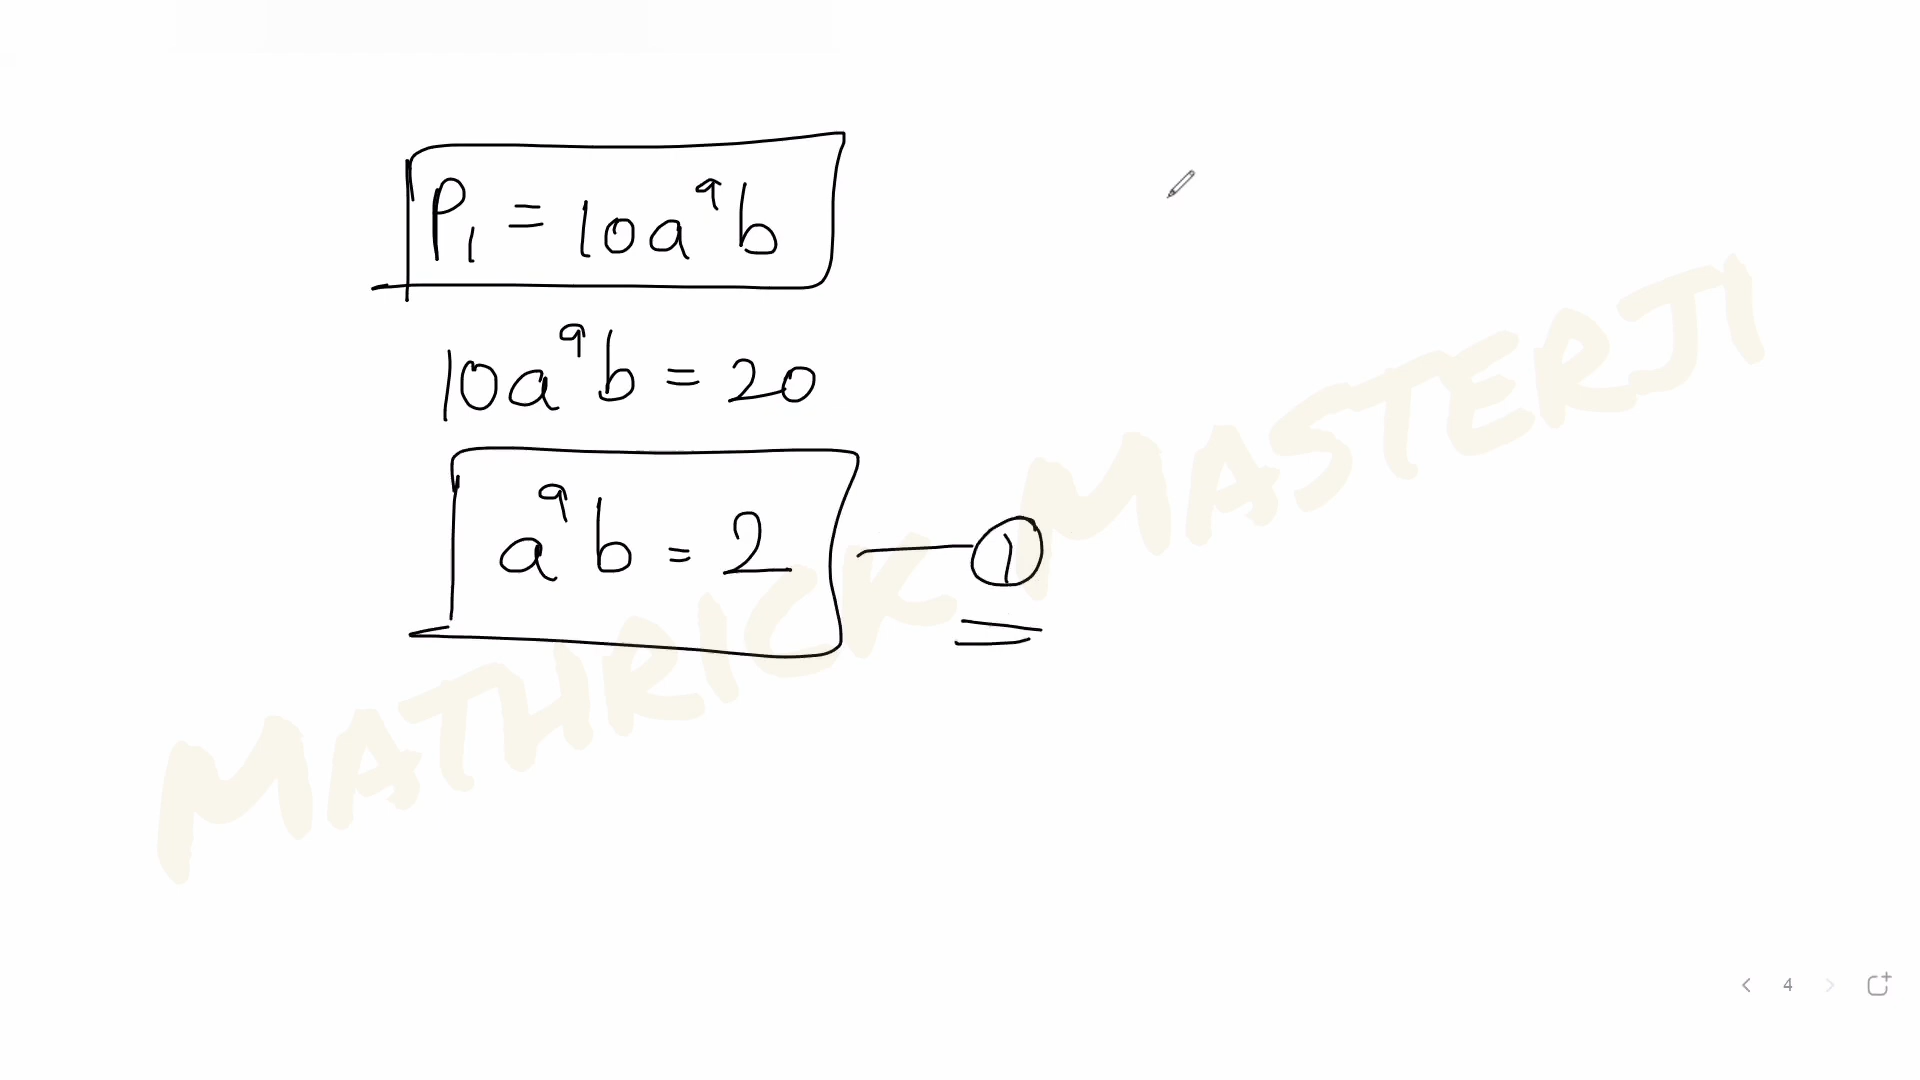 P₁ = 10a⁹b
10a⁹b = 20
a⁹b = 2 — ①
MATHRICK MASTERJI
< 4 >